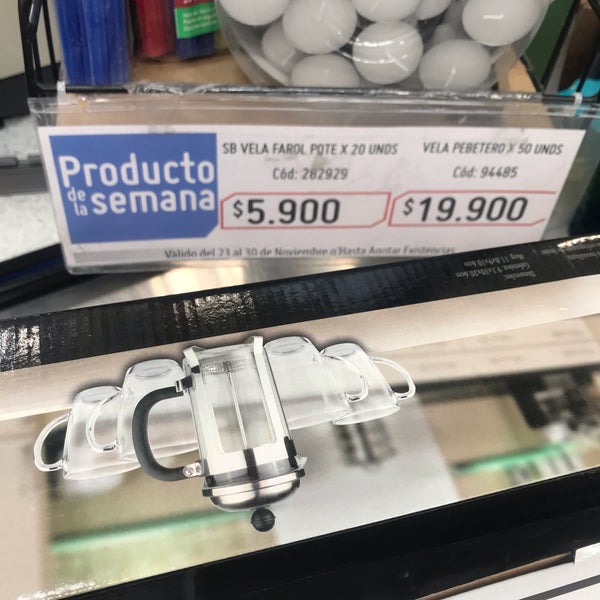 Producto
de
la semana
SB VELA FAROL POTE X 20 UNDS
Cód: 282929
$5.900
VELA PEBETERO X 50 UNDS
Cód: 94485
$19.900
Válido del 23 al 30 de Noviembre o Hasta Agotar Existencias